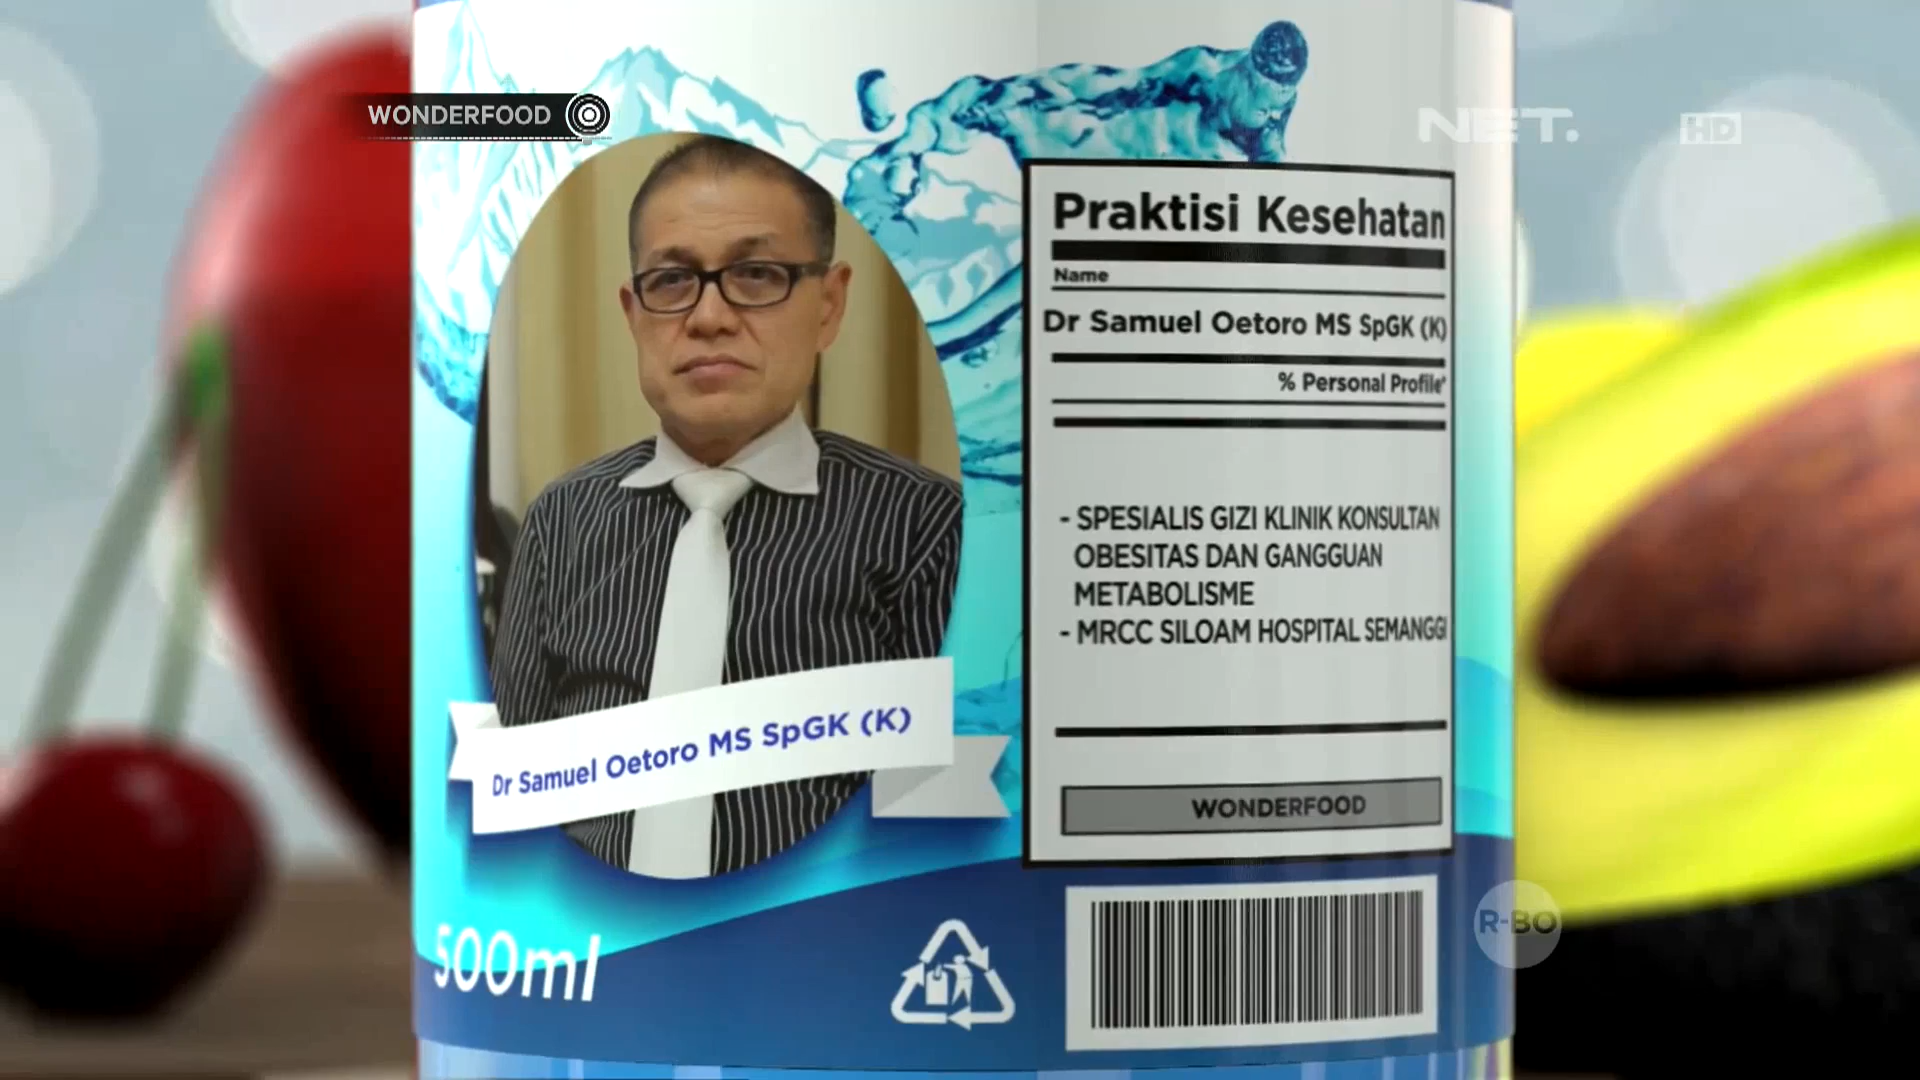 WONDERFOOD
NET.
HD
Praktisi Kesehatan
Name
Dr Samuel Oetoro MS SpGK (K)
% Personal Profile*
- SPESIALIS GIZI KLINIK KONSULTAN
OBESITAS DAN GANGGUAN
METABOLISME
- MRCC SILOAM HOSPITAL SEMANGGI
WONDERFOOD
Dr Samuel Oetoro MS SpGK (K)
500ml
R-BO